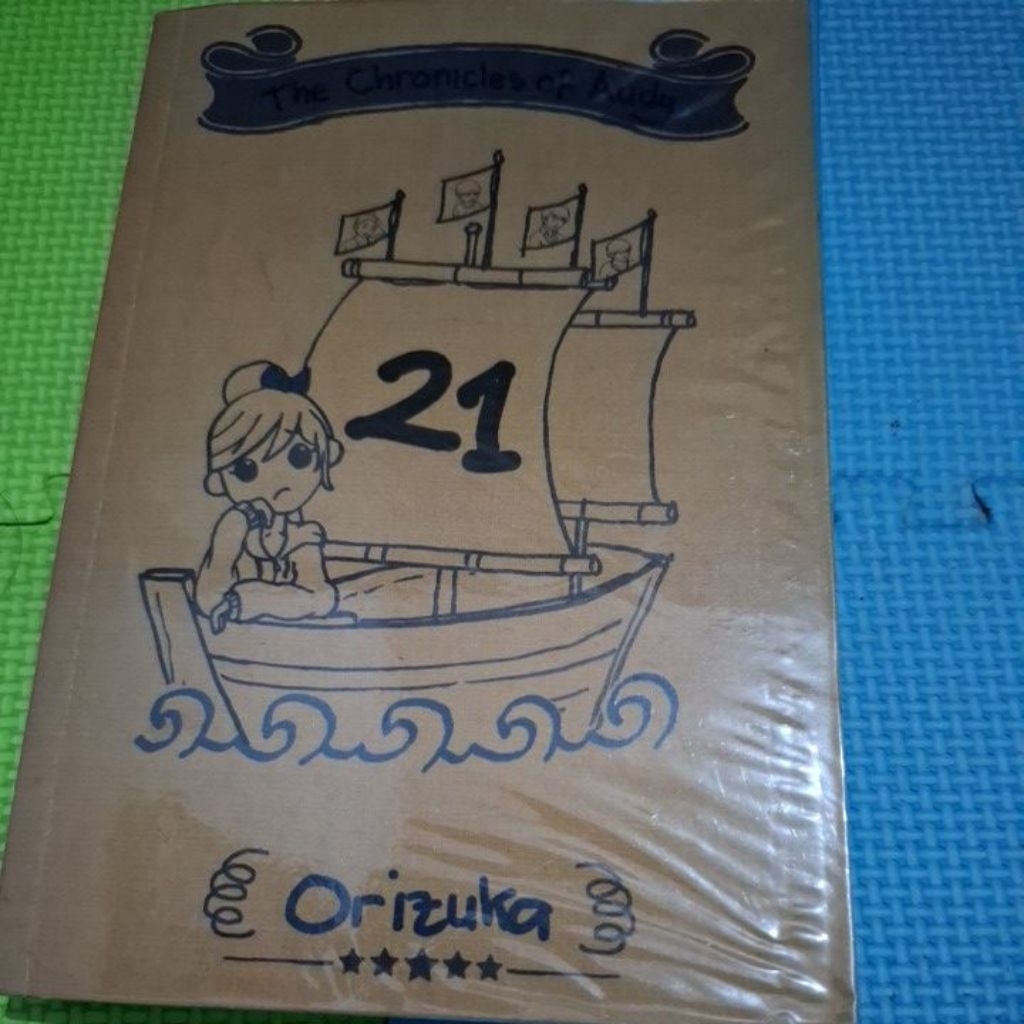 The Chronicles of Audy
21
Orizuka